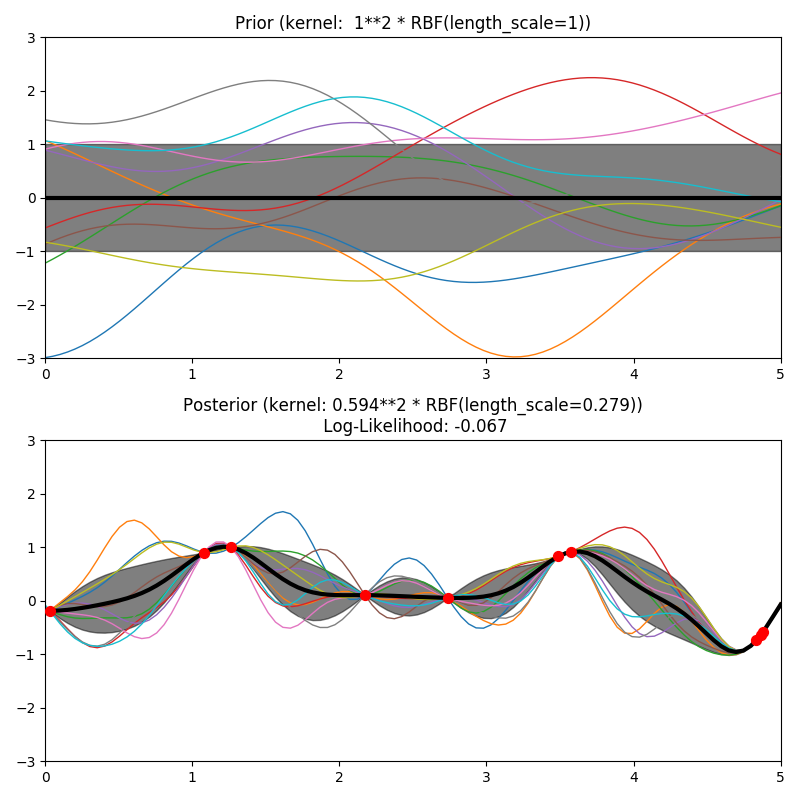 Prior (kernel:  1**2 * RBF(length_scale=1))
3
2
1
0
−1
−2
−3
0 1 2 3 4 5
Posterior (kernel: 0.594**2 * RBF(length_scale=0.279))
Log-Likelihood: -0.067
3
2
1
0
−1
−2
−3
0 1 2 3 4 5